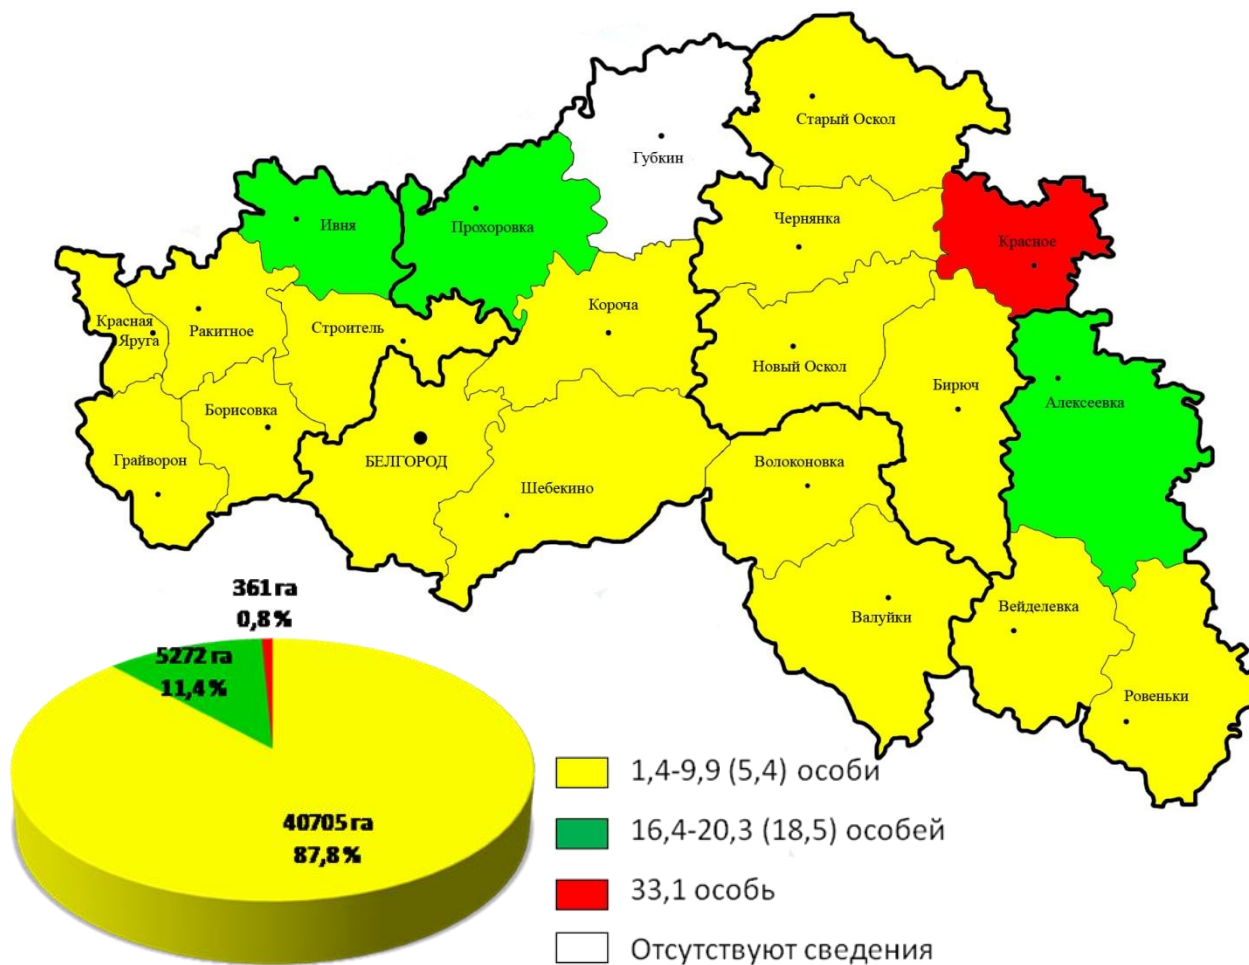 Старый Оскол
Губкин
Ивня
Прохоровка
Чернянка
Красное
Красная
Яруга
Ракитное
Строитель
Короча
Новый Оскол
Бирюч
Алексеевка
Борисовка
Грайворон
БЕЛГОРОД
Шебекино
Волоконовка
Валуйки
Вейделевка
Ровеньки
361 га
0,8 %
5272 га
11,4 %
40705 га
87,8 %
1,4-9,9 (5,4) особи
16,4-20,3 (18,5) особей
33,1 особь
Отсутствуют сведения